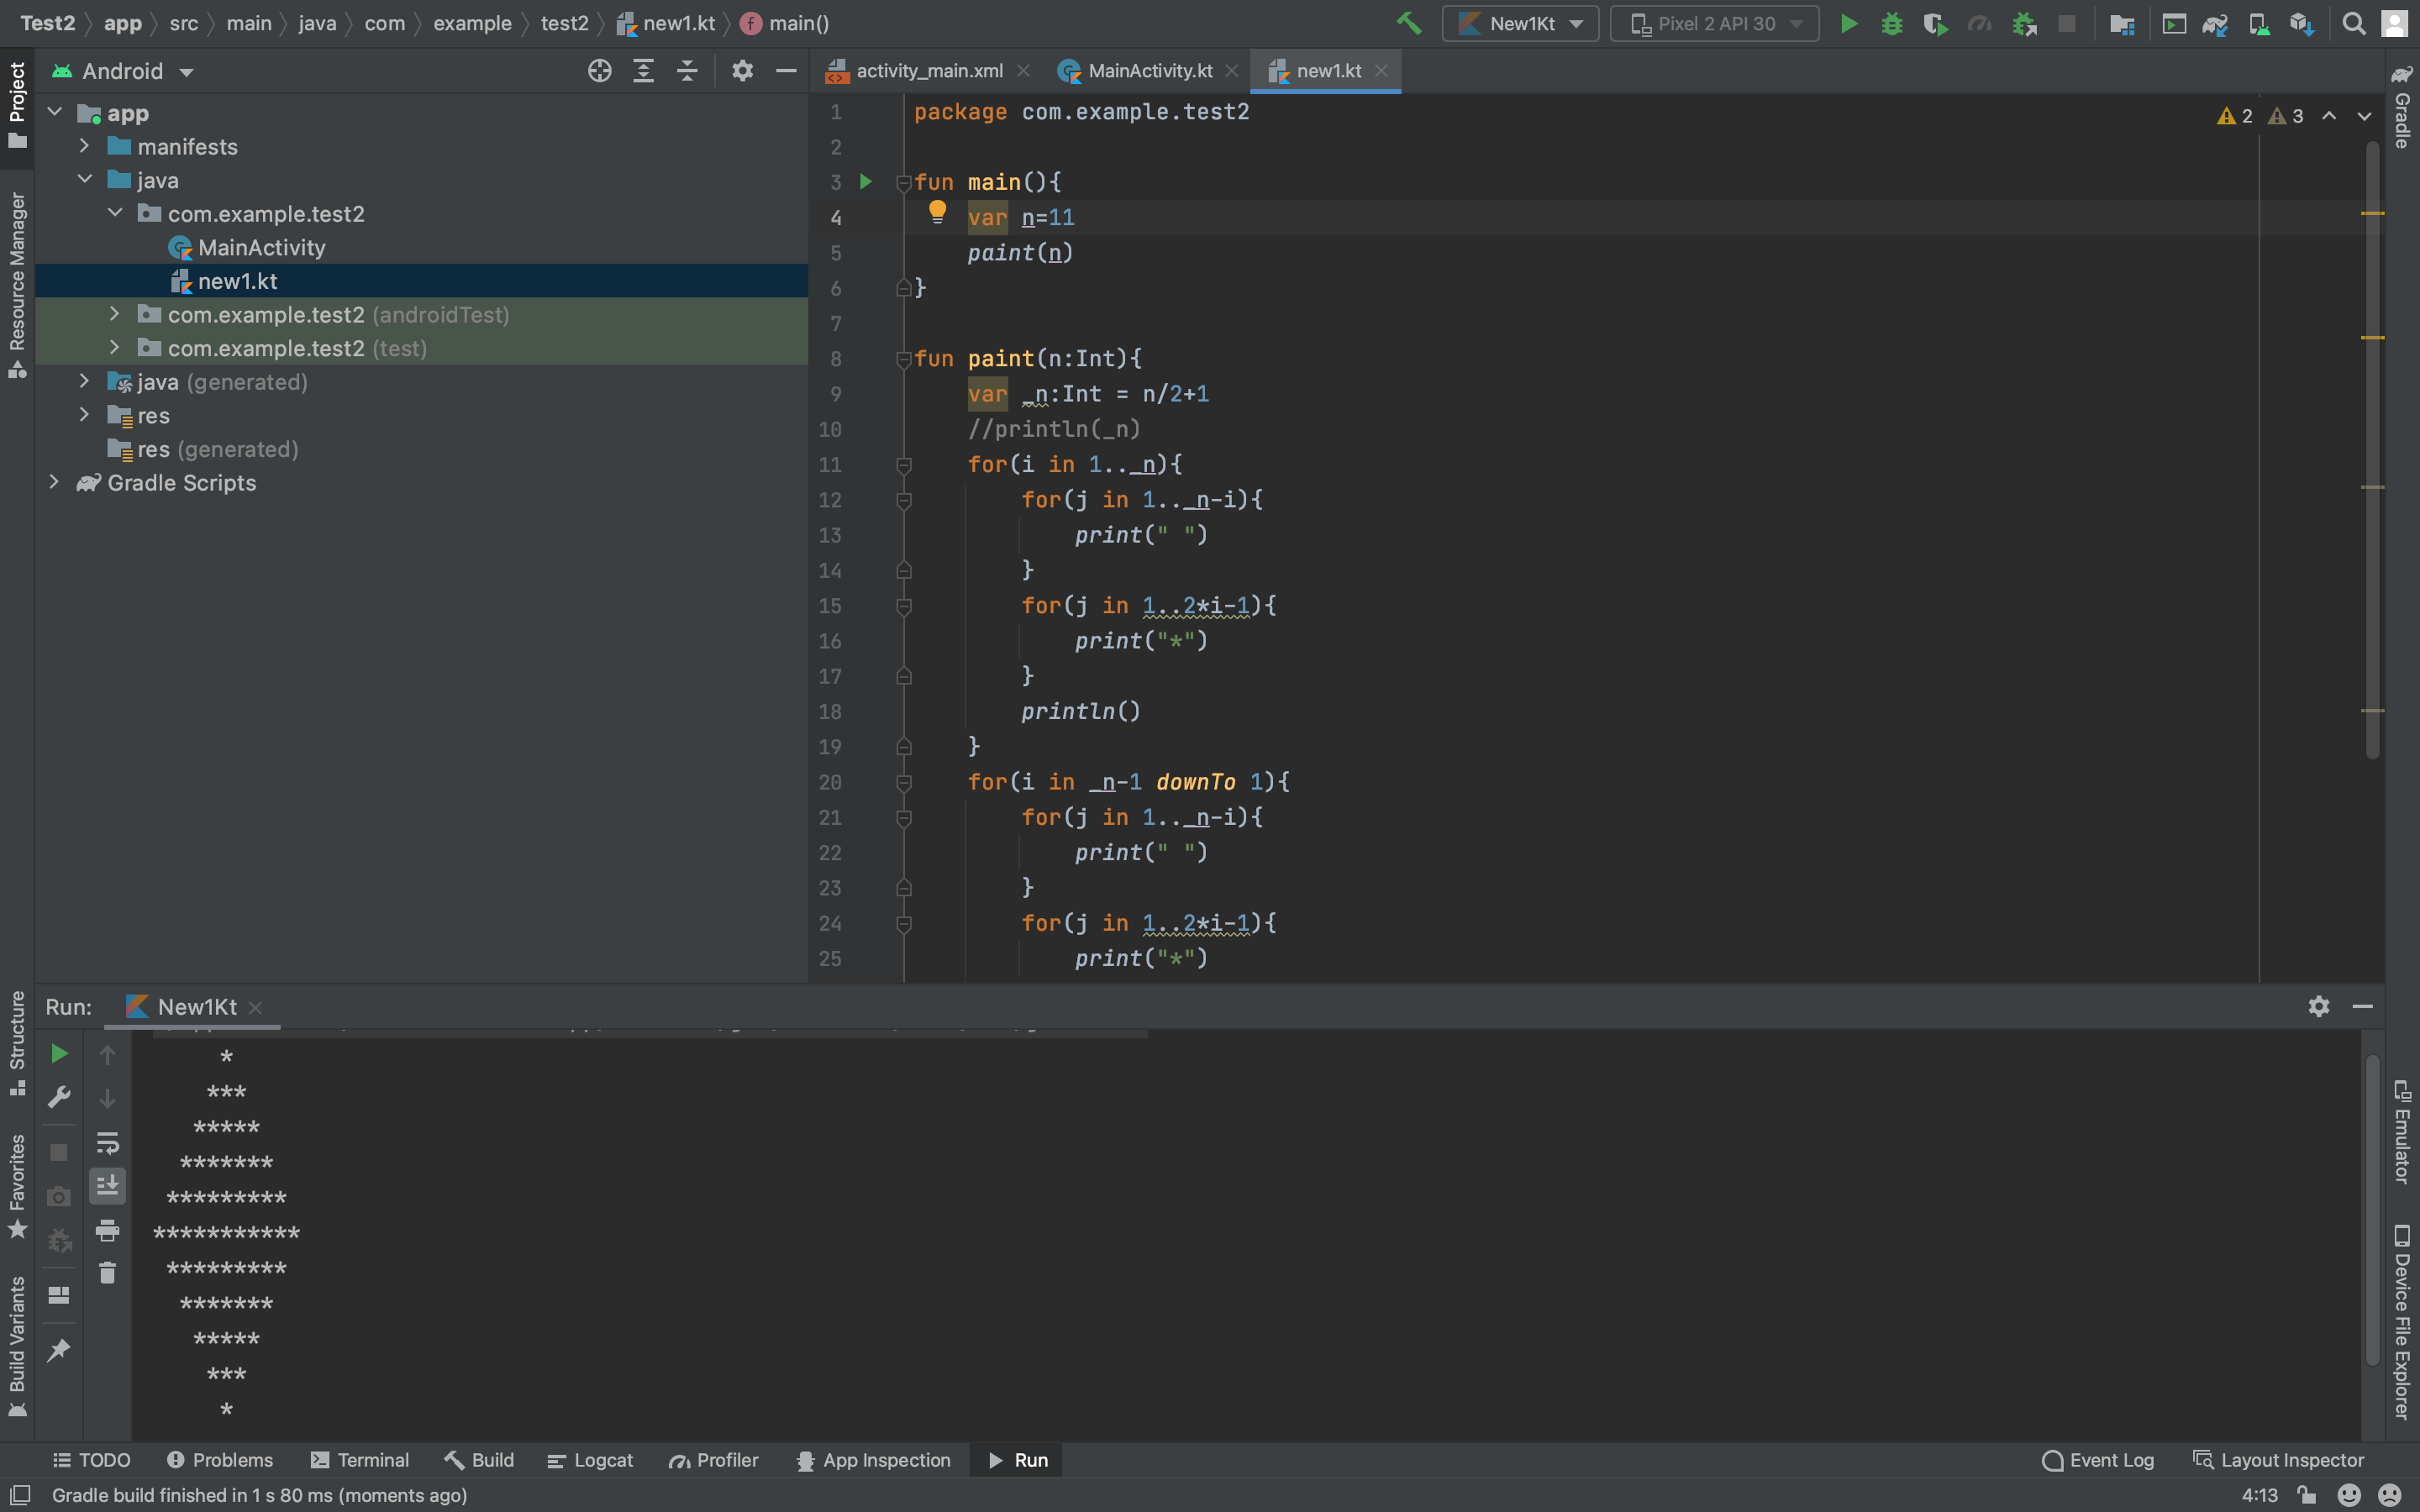 Test2 app src main java com example test2 new1.kt main() New1Kt Pixel 2 API 30
Project
Android
activity_main.xml MainActivity.kt new1.kt
app
manifests
java
com.example.test2
MainActivity
new1.kt
com.example.test2 (androidTest)
com.example.test2 (test)
java (generated)
res
res (generated)
Gradle Scripts
Resource Manager
Structure
Favorites
Build Variants
1 package com.example.test2
2
3 fun main(){
4     var n=11
5     paint(n)
6 }
7
8 fun paint(n:Int){
9     var _n:Int = n/2+1
10     //println(_n)
11     for(i in 1.._n){
12         for(j in 1.._n-i){
13             print(" ")
14         }
15         for(j in 1..2*i-1){
16             print("*")
17         }
18         println()
19     }
20     for(i in _n-1 downTo 1){
21         for(j in 1.._n-i){
22             print(" ")
23         }
24         for(j in 1..2*i-1){
25             print("*")
2 3
Gradle
Emulator
Device File Explorer
Run: New1Kt
     *
    ***
   *****
  *******
 *********
***********
 *********
  *******
   *****
    ***
     *
TODO Problems Terminal Build Logcat Profiler App Inspection Run Event Log Layout Inspector
Gradle build finished in 1 s 80 ms (moments ago) 4:13